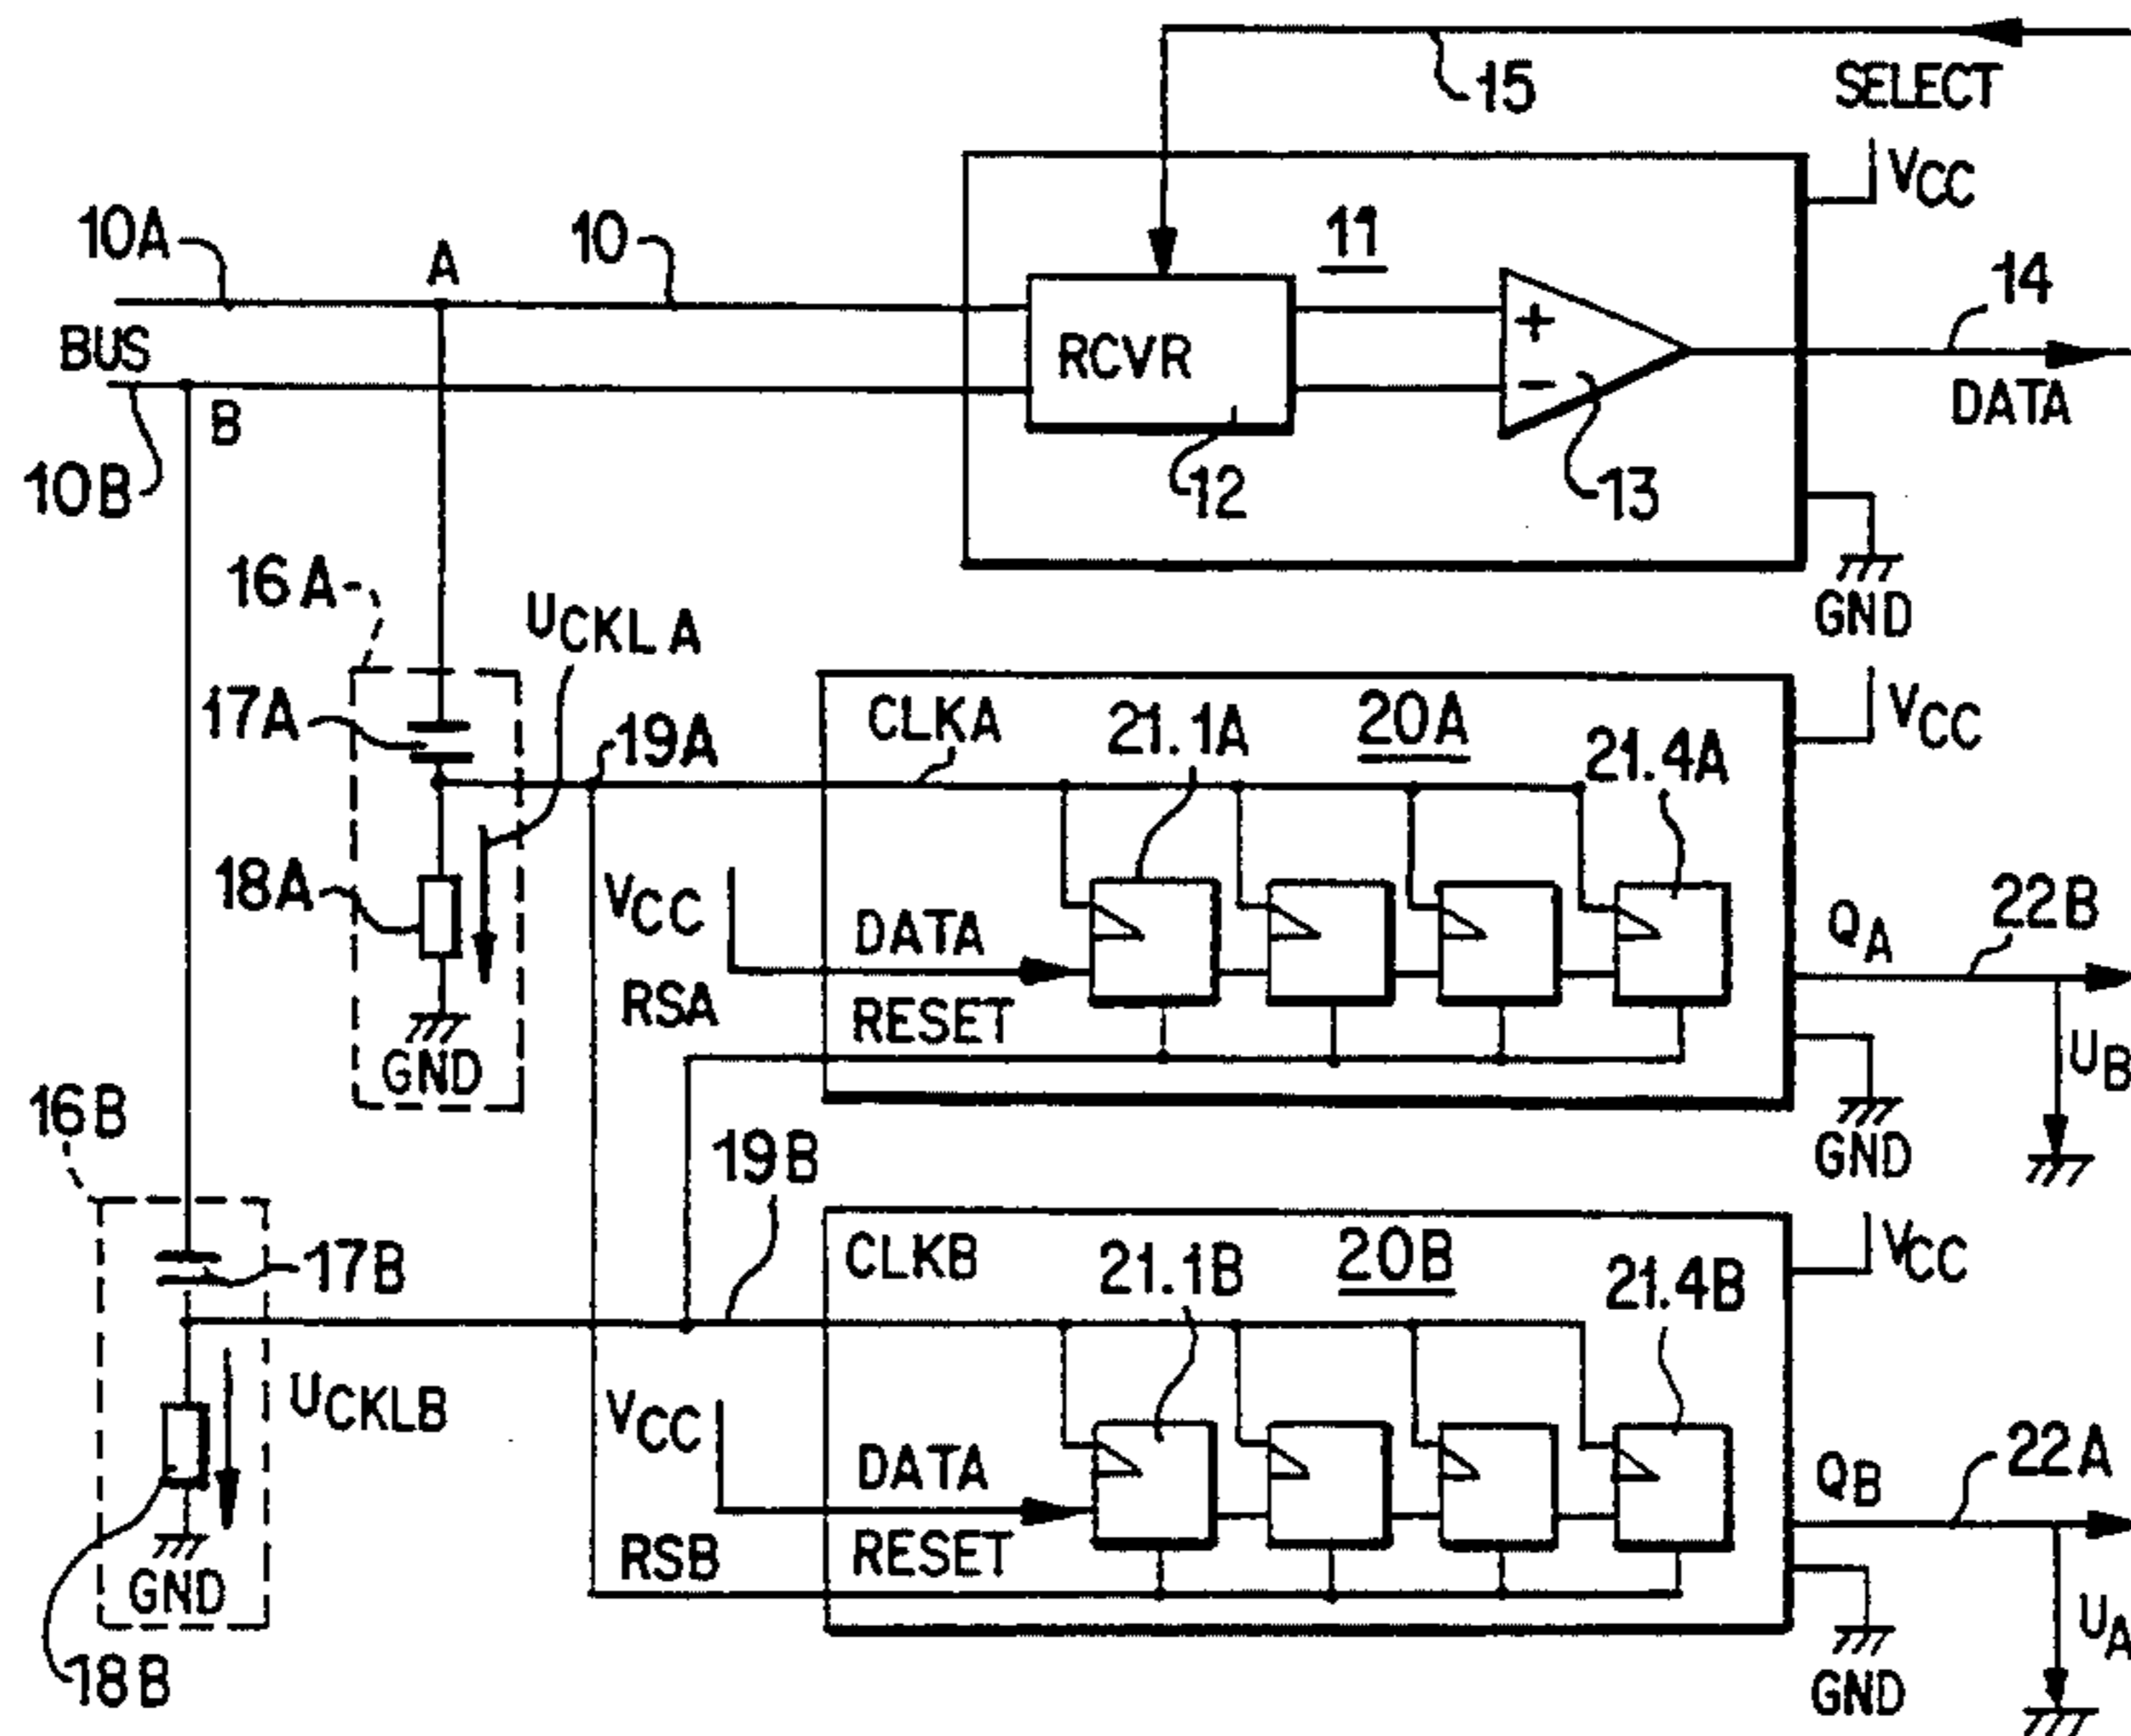 15
SELECT
VCC
10A
A
10
11
14
BUS
RCVR
+
−
DATA
B
10B
12
13
GND
16A
UCKLA
VCC
17A
19A
CLKA
21.1A
20A
21.4A
18A
VCC
DATA
QA
22B
RSA
RESET
GND
UB
16B
19B
GND
CLKB
21.1B
20B
21.4B
VCC
17B
UCKLB
VCC
DATA
QB
22A
RSB
RESET
GND
UA
18B
GND